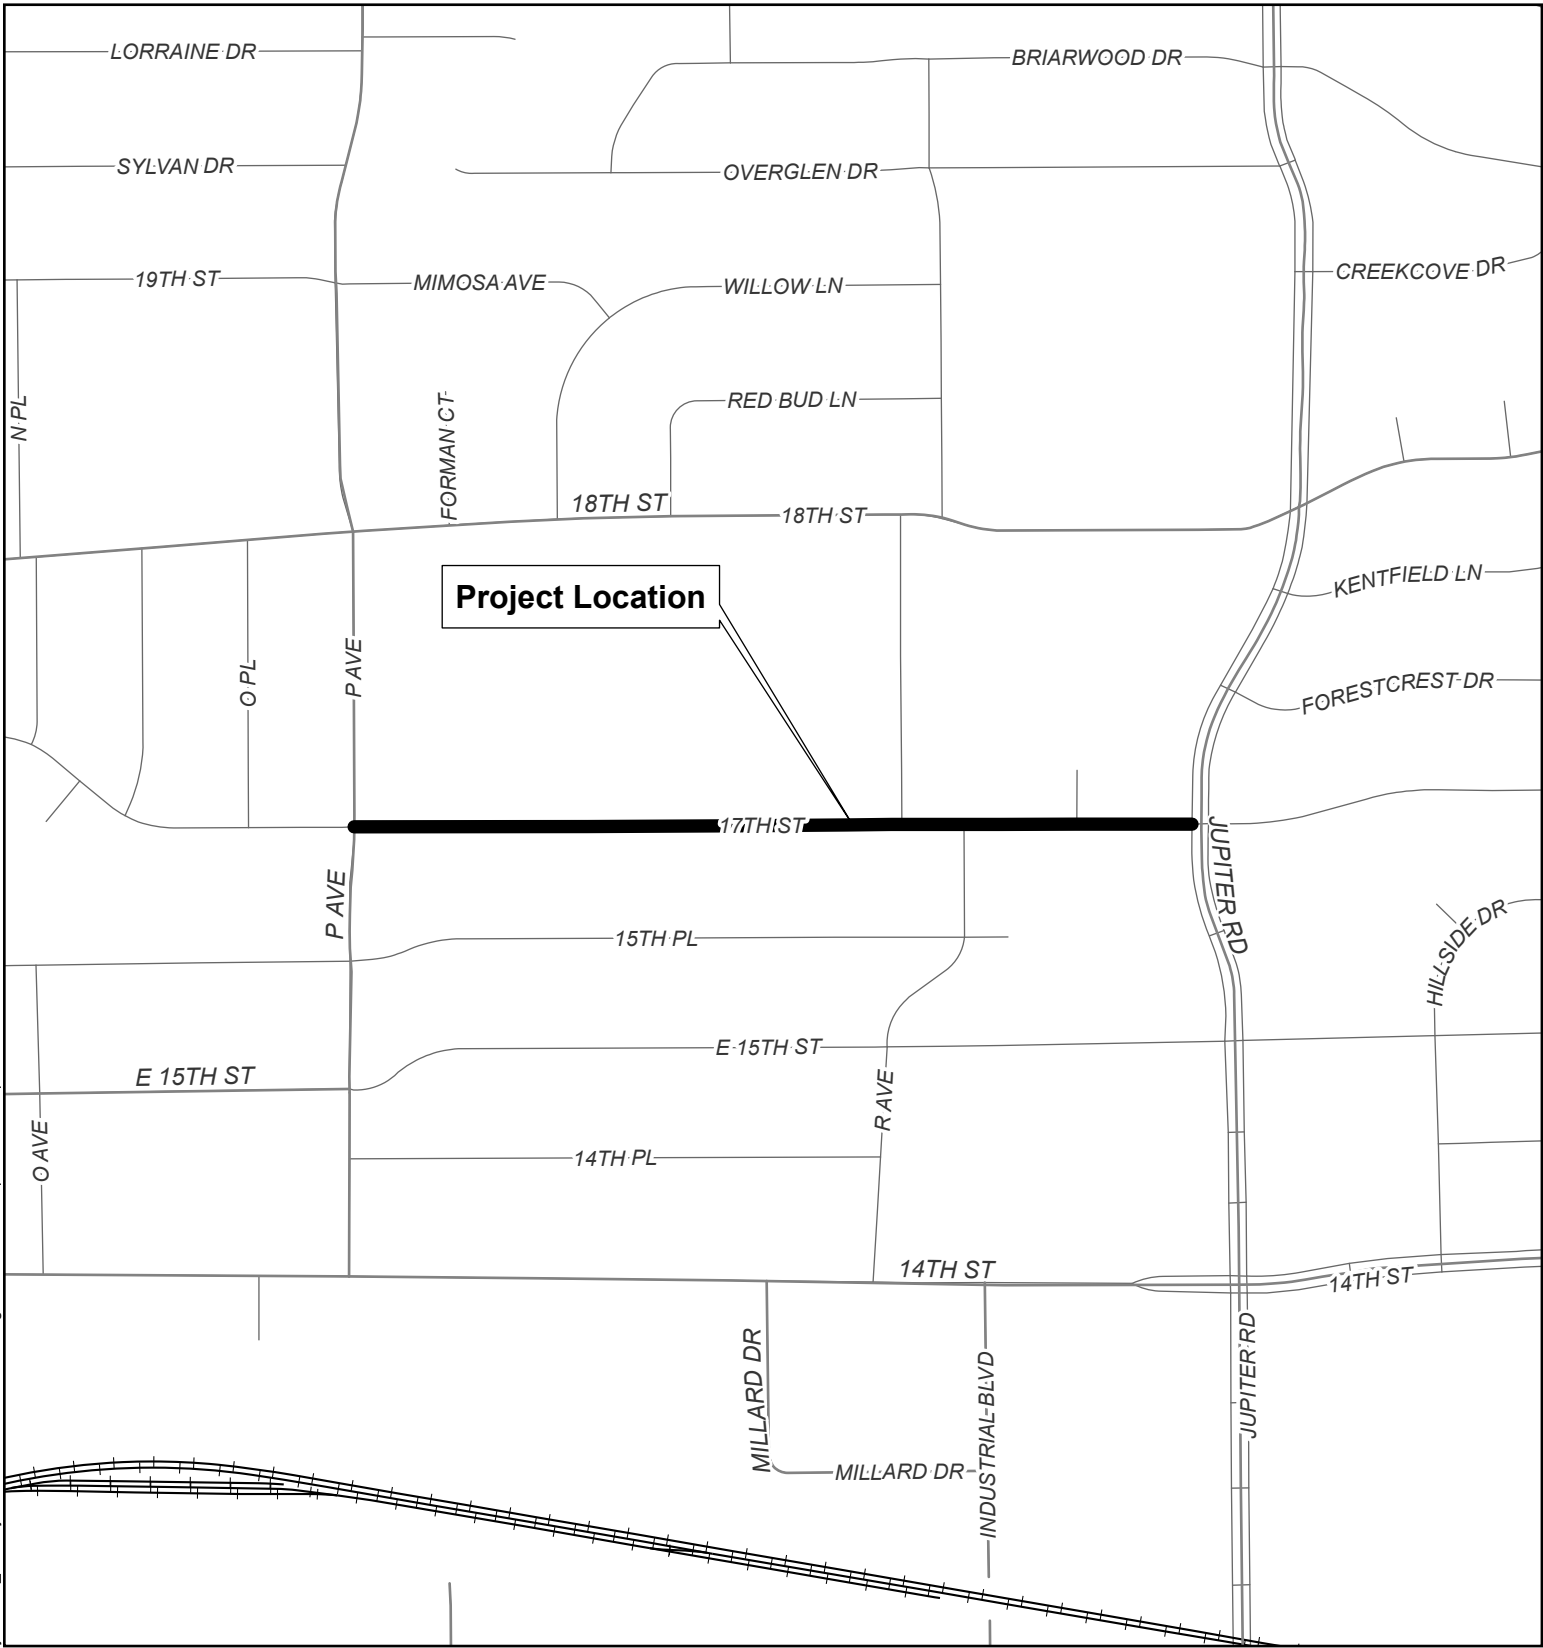 LORRAINE DR
BRIARWOOD DR
SYLVAN DR
OVERGLEN DR
19TH ST
MIMOSA AVE
WILLOW LN
CREEKCOVE DR
N PL
FORMAN CT
RED BUD LN
18TH ST
18TH ST
Project Location
KENTFIELD LN
O PL
P AVE
FORESTCREST DR
17TH ST
JUPITER RD
P AVE
15TH PL
HILLSIDE DR
E 15TH ST
E 15TH ST
R AVE
O AVE
14TH PL
14TH ST
14TH ST
MILLARD DR
INDUSTRIAL BLVD
JUPITER RD
MILLARD DR